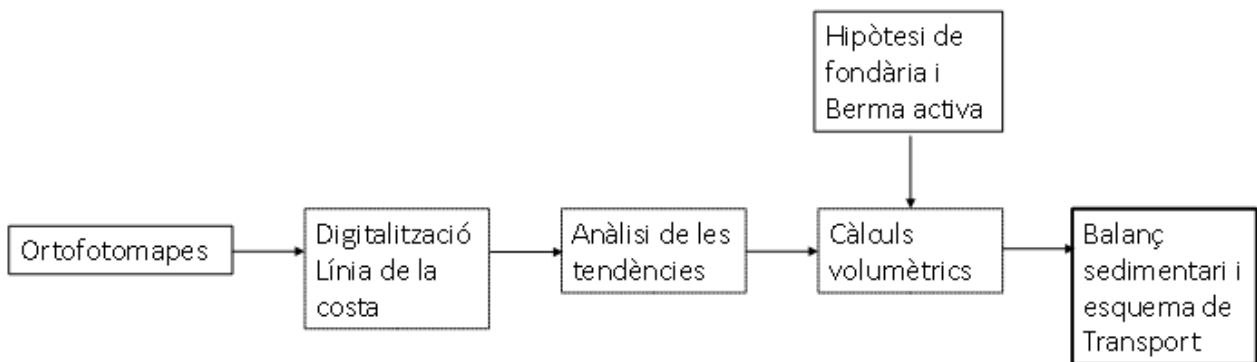 Hipòtesi de
fondària i
Berma activa
Ortofotomapes
Digitalització
Línia de la
costa
Anàlisi de les
tendències
Càlculs
volumètrics
Balanç
sedimentari i
esquema de
Transport